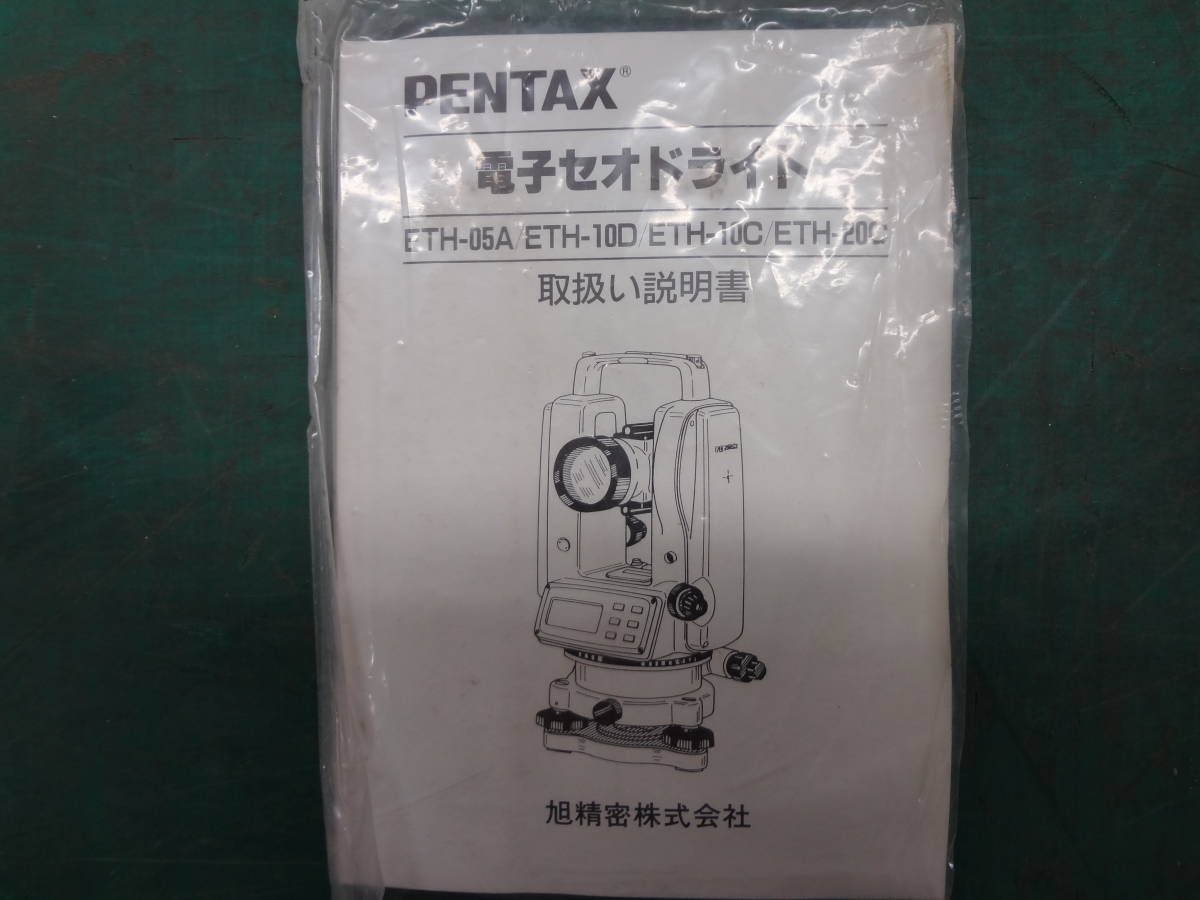 PENTAX®
電子セオドライト
ETH-05A/ETH-10D/ETH-10C/ETH-20C
取扱い説明書
旭精密株式会社